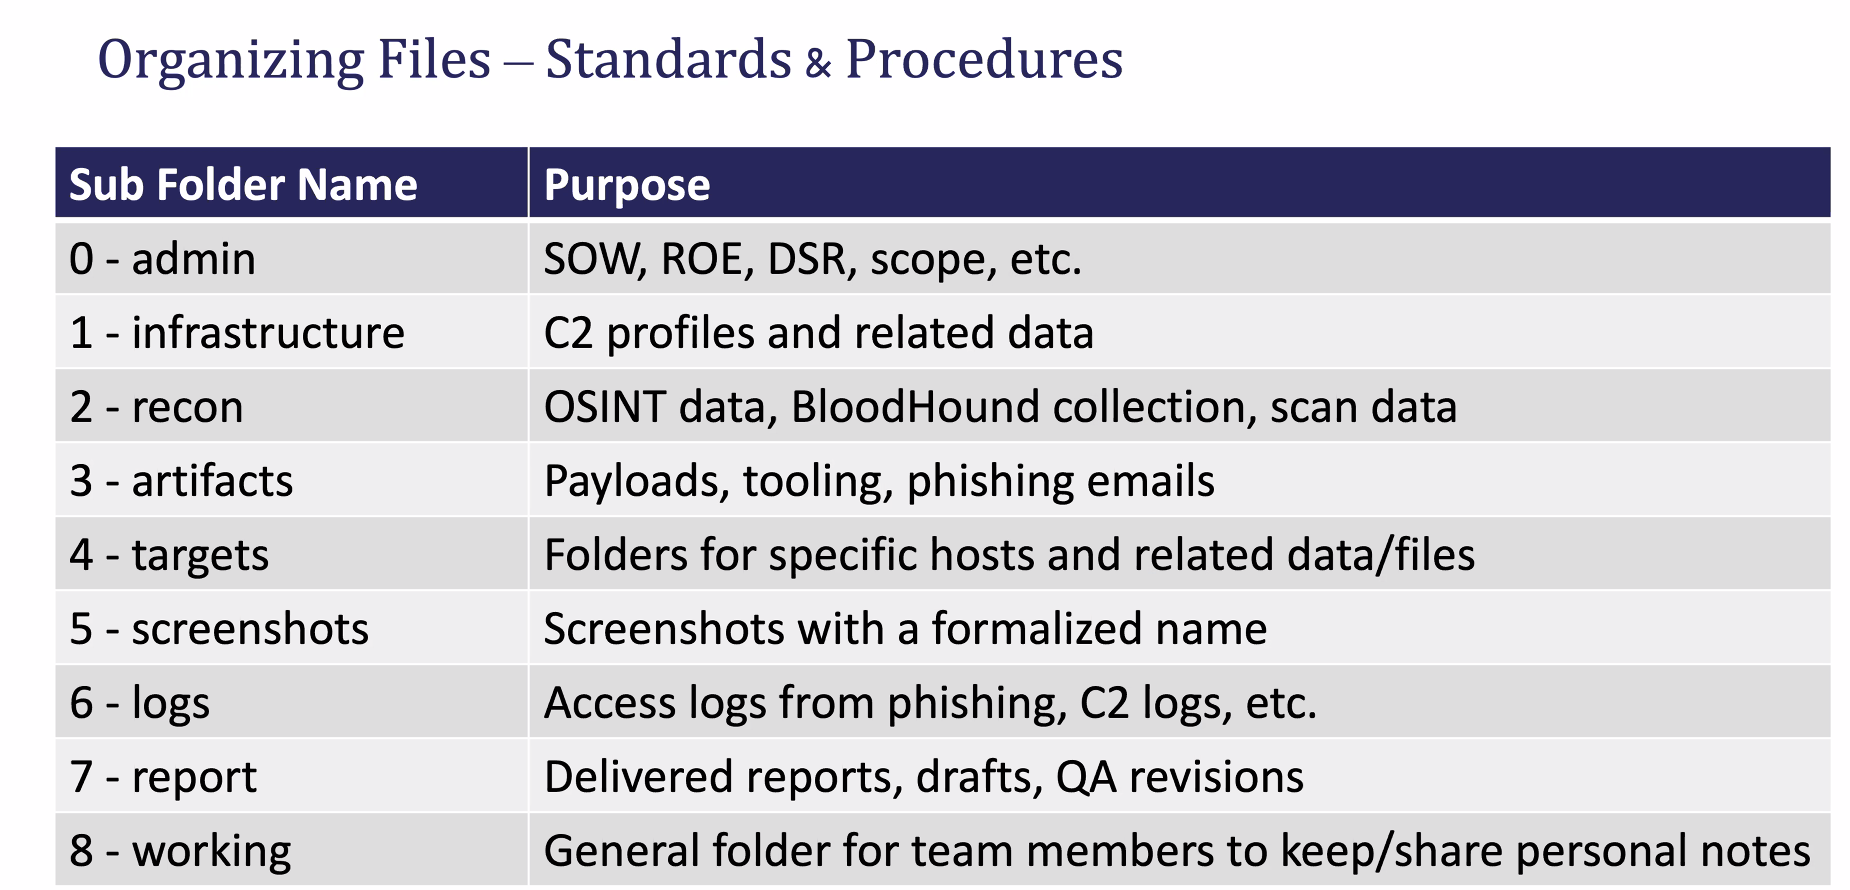 Organizing Files – Standards & Procedures
Sub Folder Name Purpose
0 - admin SOW, ROE, DSR, scope, etc.
1 - infrastructure C2 profiles and related data
2 - recon OSINT data, BloodHound collection, scan data
3 - artifacts Payloads, tooling, phishing emails
4 - targets Folders for specific hosts and related data/files
5 - screenshots Screenshots with a formalized name
6 - logs Access logs from phishing, C2 logs, etc.
7 - report Delivered reports, drafts, QA revisions
8 - working General folder for team members to keep/share personal notes